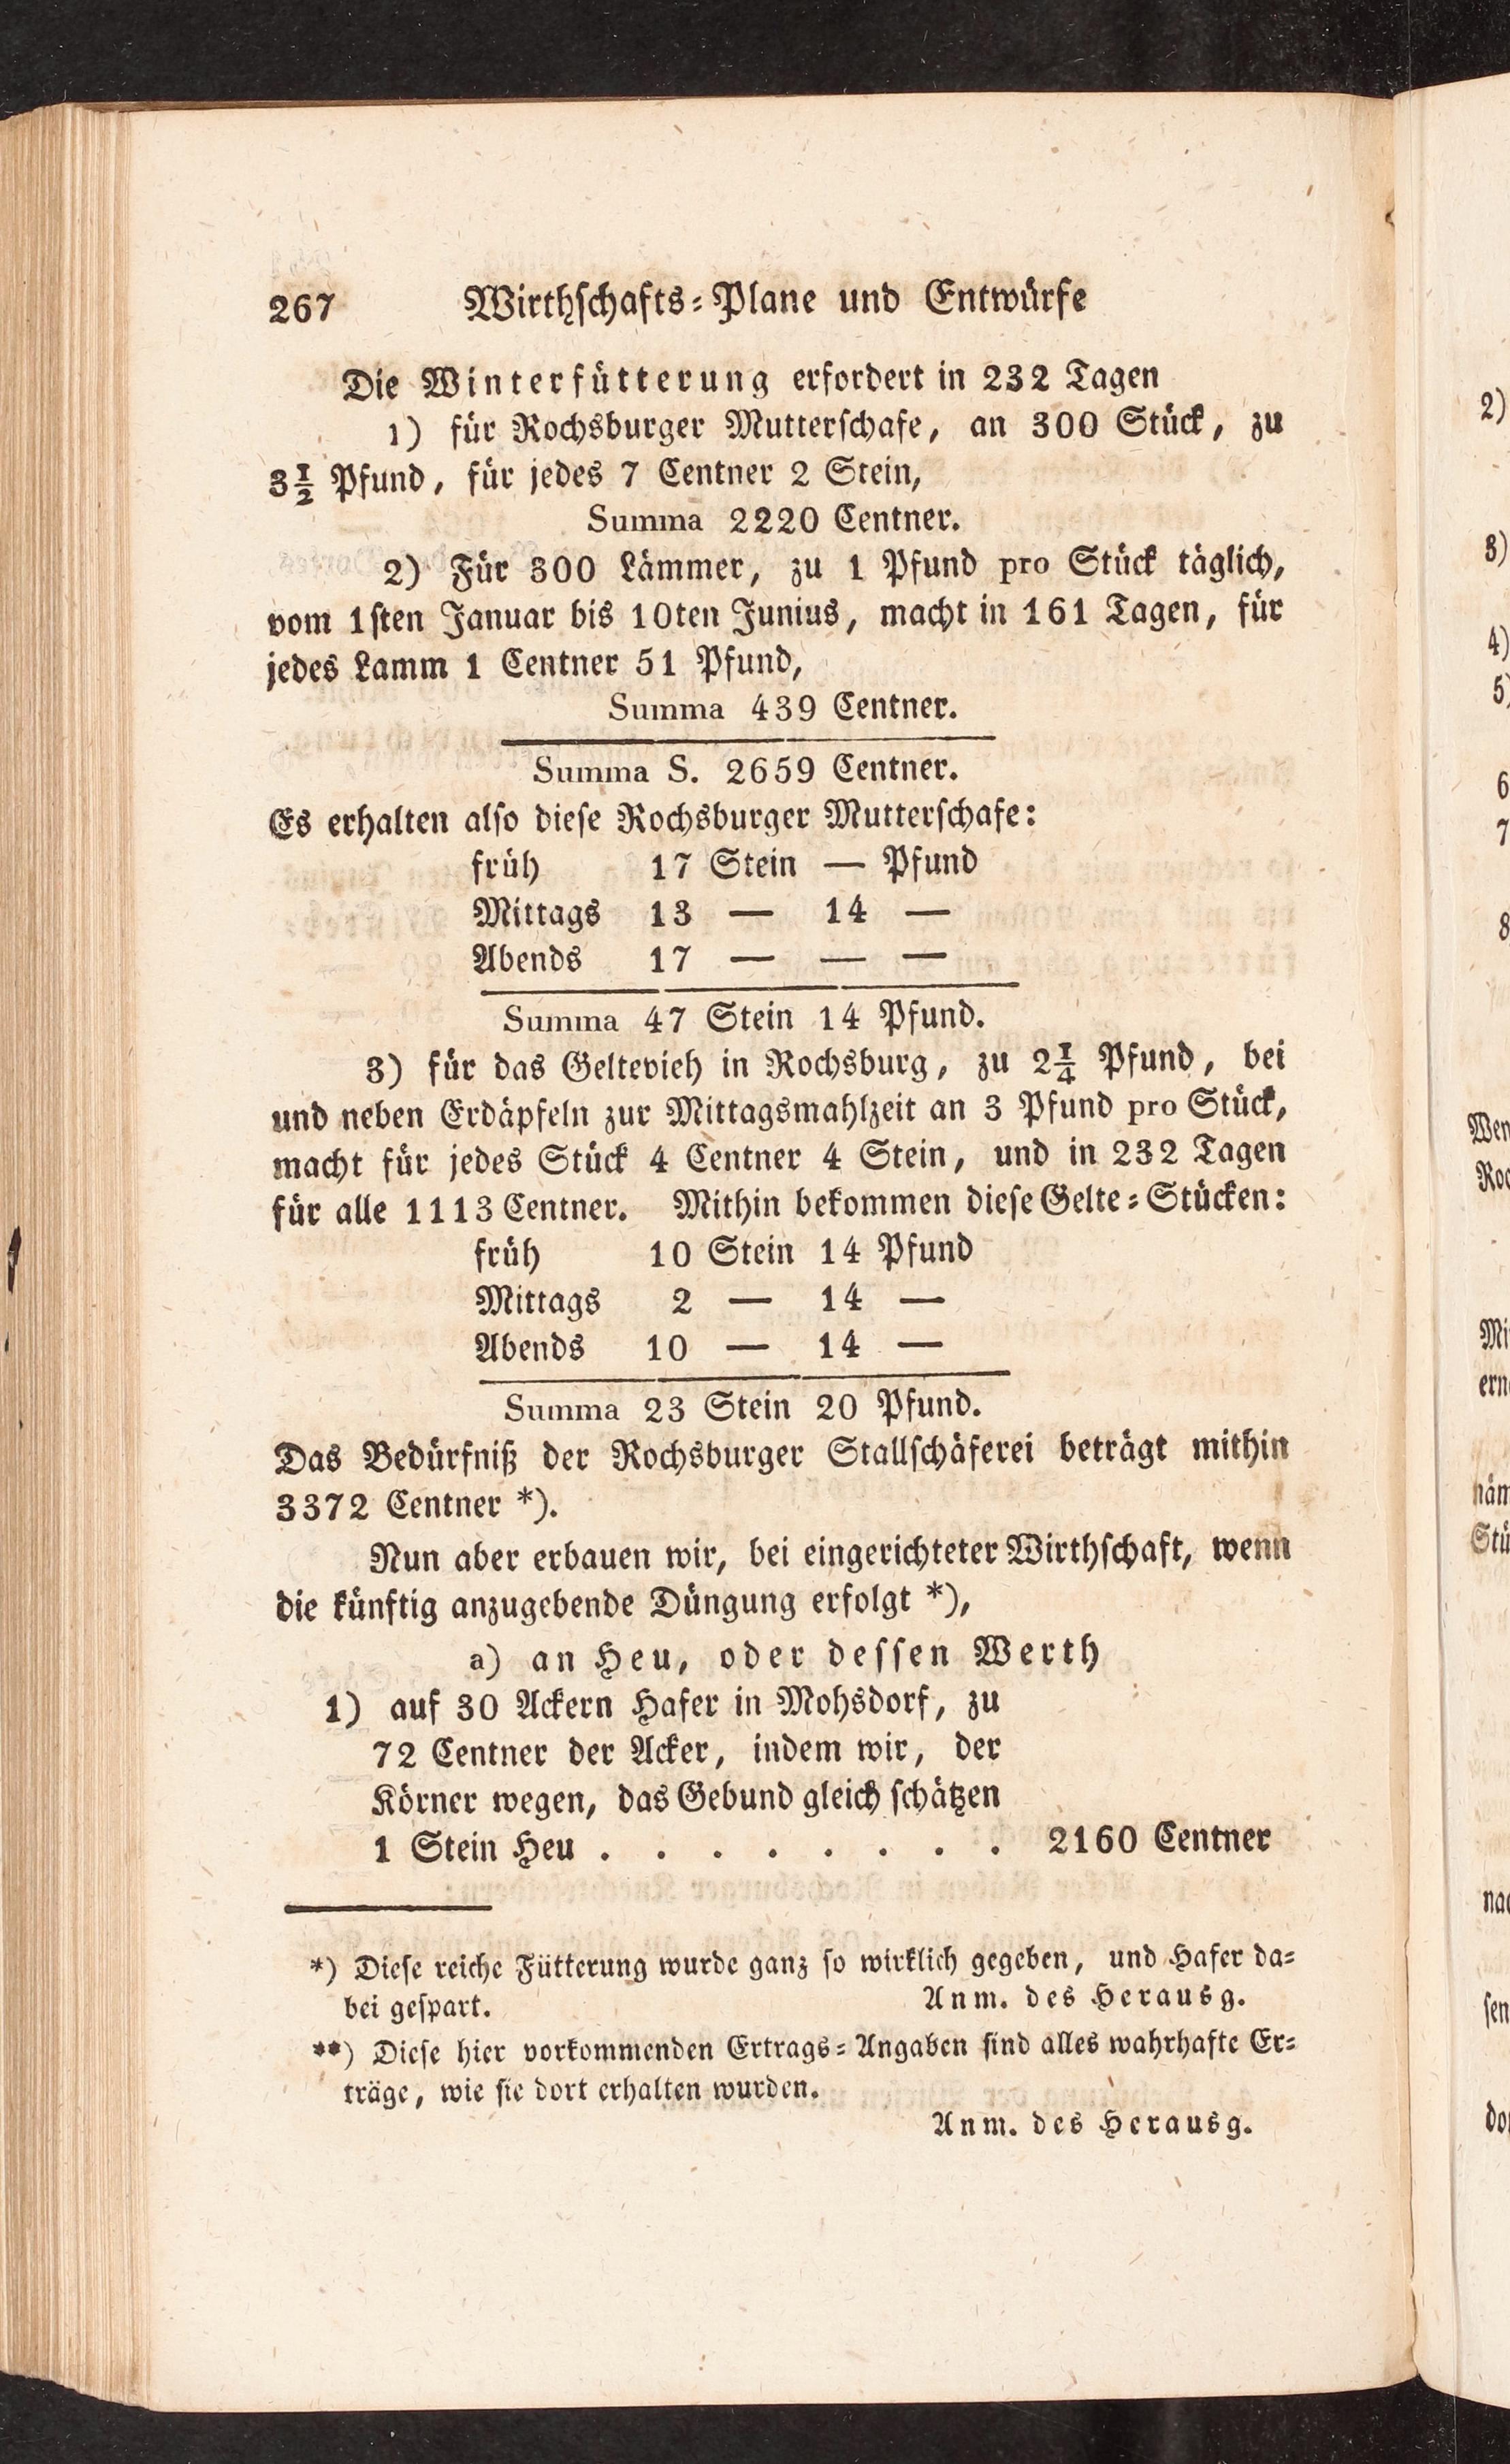 267 Wirthschafts-Plane und Entwürfe
Die Winterfütterung erfordert in 232 Tagen
1) für Rochsburger Mutterschafe, an 300 Stück, zu
3½ Pfund, für jedes 7 Centner 2 Stein,
Summa 2220 Centner.
2) Für 300 Lämmer, zu 1 Pfund pro Stück täglich,
vom 1sten Januar bis 10ten Junius, macht in 161 Tagen, für
jedes Lamm 1 Centner 51 Pfund,
Summa 439 Centner.
Summa S. 2659 Centner.
Es erhalten also diese Rochsburger Mutterschafe:
früh 17 Stein — Pfund
Mittags 13 — 14 —
Abends 17 — — —
Summa 47 Stein 14 Pfund.
3) für das Geltevieh in Rochsburg, zu 2¼ Pfund, bei
und neben Erdäpfeln zur Mittagsmahlzeit an 3 Pfund pro Stück,
macht für jedes Stück 4 Centner 4 Stein, und in 232 Tagen
für alle 1113 Centner. Mithin bekommen diese Gelte-Stücken:
früh 10 Stein 14 Pfund
Mittags 2 — 14 —
Abends 10 — 14 —
Summa 23 Stein 20 Pfund.
Das Bedürfniß der Rochsburger Stallschäferei beträgt mithin
3372 Centner *).
Nun aber erbauen wir, bei eingerichteter Wirthschaft, wenn
die künftig anzugebende Düngung erfolgt *),
a) an Heu, oder dessen Werth
1) auf 30 Ackern Hafer in Mohsdorf, zu
72 Centner der Acker, indem wir, der
Körner wegen, das Gebund gleich schätzen
1 Stein Heu . . . . . . . . 2160 Centner
*) Diese reiche Fütterung wurde ganz so wirklich gegeben, und Hafer da-
bei gespart. Anm. des Herausg.
**) Diese hier vorkommenden Ertrags-Angaben sind alles wahrhafte Er-
träge, wie sie dort erhalten wurden.
Anm. des Herausg.
2)
3)
4)
5)
6
7
8